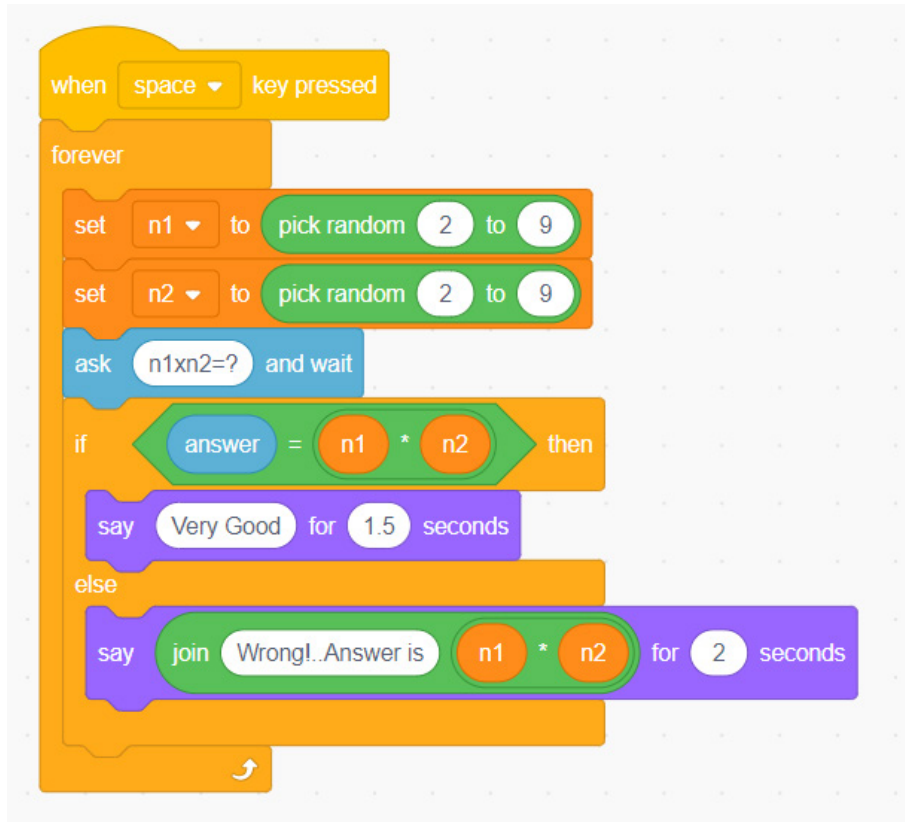 when space key pressed
forever
set n1 to pick random 2 to 9
set n2 to pick random 2 to 9
ask n1xn2=? and wait
if answer = n1 * n2 then
say Very Good for 1.5 seconds
else
say join Wrong!..Answer is n1 * n2 for 2 seconds